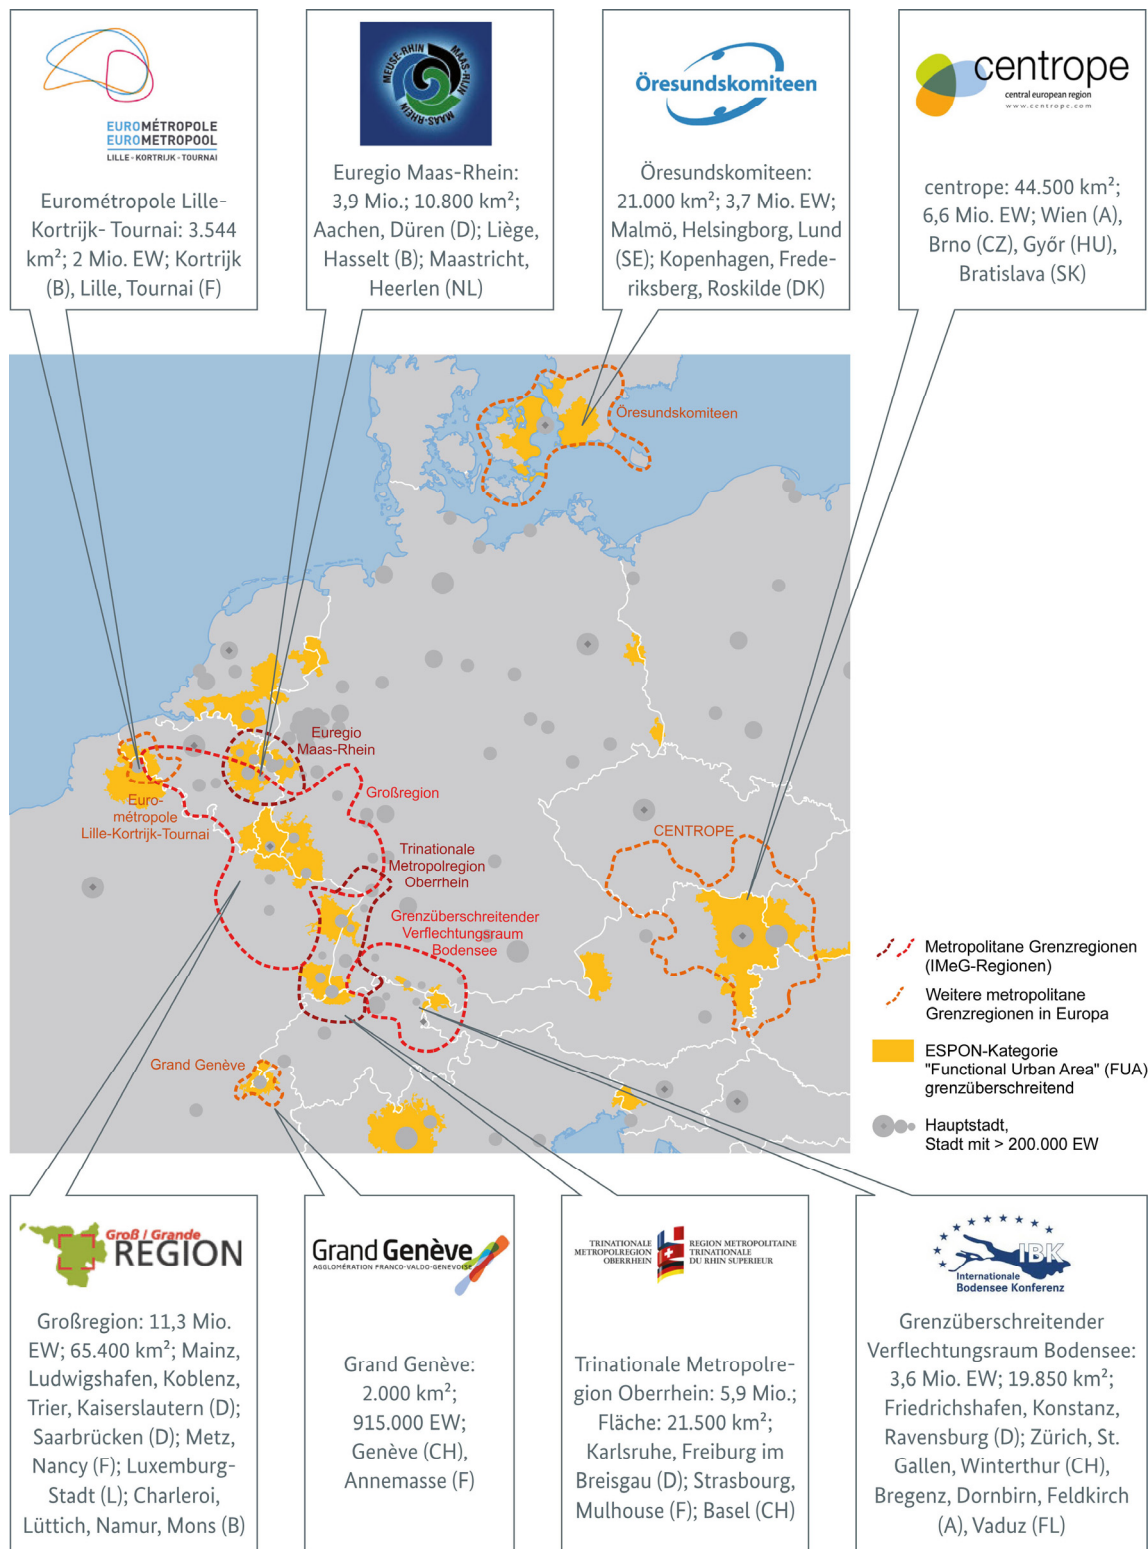 EUROMÉTROPOLE
EUROMETROPOOL
LILLE - KORTRIJK - TOURNAI
Eurométropole Lille-
Kortrijk- Tournai: 3.544
km²; 2 Mio. EW; Kortrijk
(B), Lille, Tournai (F)
MEUSE-RHIN
MAAS-RIJN
MAAS-RHEIN
Euregio Maas-Rhein:
3,9 Mio.; 10.800 km²;
Aachen, Düren (D); Liège,
Hasselt (B); Maastricht,
Heerlen (NL)
Öresundskomiteen
Öresundskomiteen:
21.000 km²; 3,7 Mio. EW;
Malmö, Helsingborg, Lund
(SE); Kopenhagen, Frede-
riksberg, Roskilde (DK)
centrope
central european region
www.centrope.com
centrope: 44.500 km²;
6,6 Mio. EW; Wien (A),
Brno (CZ), Győr (HU),
Bratislava (SK)
Öresundskomiteen
Euregio
Maas-Rhein
Großregion
Euro-
métropole
Lille-Kortrijk-Tournai
CENTROPE
Trinationale
Metropolregion
Oberrhein
Grenzüberschreitender
Verflechtungsraum
Bodensee
Grand Genève
Metropolitane Grenzregionen
(IMeG-Regionen)
Weitere metropolitane
Grenzregionen in Europa
ESPON-Kategorie
"Functional Urban Area" (FUA)
grenzüberschreitend
Hauptstadt,
Stadt mit > 200.000 EW
Groß / Grande
REGION
Großregion: 11,3 Mio.
EW; 65.400 km²; Mainz,
Ludwigshafen, Koblenz,
Trier, Kaiserslautern (D);
Saarbrücken (D); Metz,
Nancy (F); Luxemburg-
Stadt (L); Charleroi,
Lüttich, Namur, Mons (B)
Grand Genève
AGGLOMÉRATION FRANCO-VALDO-GENEVOISE
Grand Genève:
2.000 km²;
915.000 EW;
Genève (CH),
Annemasse (F)
TRINATIONALE
METROPOLREGION
OBERRHEIN
REGION METROPOLITAINE
TRINATIONALE
DU RHIN SUPERIEUR
Trinationale Metropolre-
gion Oberrhein: 5,9 Mio.;
Fläche: 21.500 km²;
Karlsruhe, Freiburg im
Breisgau (D); Strasbourg,
Mulhouse (F); Basel (CH)
IBK
Internationale
Bodensee Konferenz
Grenzüberschreitender
Verflechtungsraum Bodensee:
3,6 Mio. EW; 19.850 km²;
Friedrichshafen, Konstanz,
Ravensburg (D); Zürich, St.
Gallen, Winterthur (CH),
Bregenz, Dornbirn, Feldkirch
(A), Vaduz (FL)